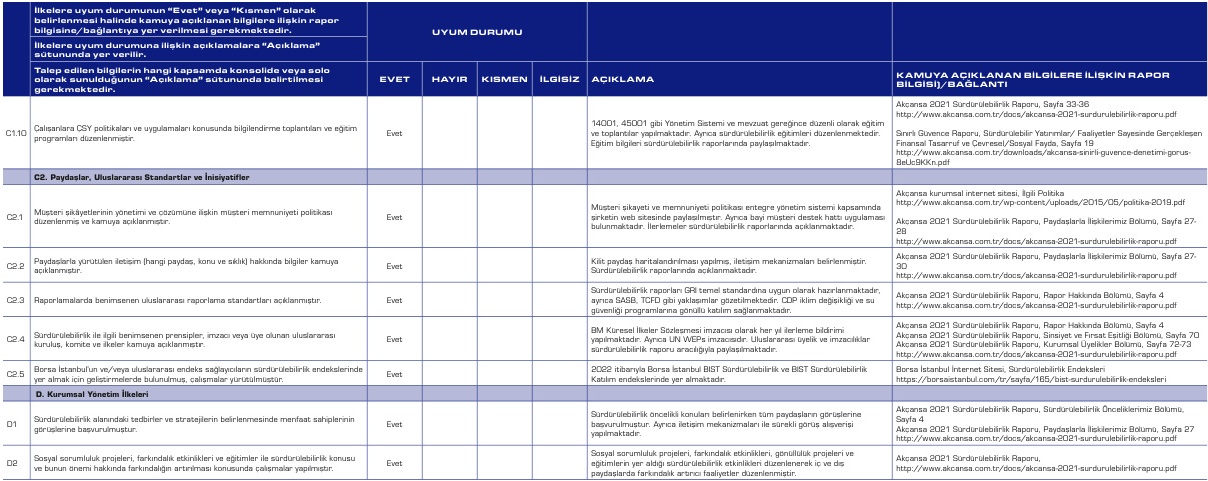 İlkelere uyum durumunun “Evet” veya “Kısmen” olarak
belirlenmesi halinde kamuya açıklanan bilgilere ilişkin rapor
bilgisine/bağlantıya yer verilmesi gerekmektedir.
İlkelere uyum durumuna ilişkin açıklamalara “Açıklama”
sütununda yer verilir.
Talep edilen bilgilerin hangi kapsamda konsolide veya solo
olarak sunulduğunun “Açıklama” sütununda belirtilmesi
gerekmektedir.
UYUM DURUMU
EVET
HAYIR
KISMEN
İLGİSİZ
AÇIKLAMA
KAMUYA AÇIKLANAN BİLGİLERE İLİŞKİN RAPOR
BİLGİSİ)/BAĞLANTI
C1.10
Çalışanlara ÇSY politikaları ve uygulamaları konusunda bilgilendirme toplantıları ve eğitim
programları düzenlenmiştir.
Evet
14001, 45001 gibi Yönetim Sistemi ve mevzuat gereğince düzenli olarak eğitim
ve toplantılar yapılmaktadır. Ayrıca sürdürülebilirlik eğitimleri düzenlenmektedir.
Eğitim bilgileri sürdürülebilirlik raporlarında paylaşılmaktadır.
Akçansa 2021 Sürdürülebilirlik Raporu, Sayfa 33-36
http://www.akcansa.com.tr/docs/akcansa-2021-surdurulebilirlik-raporu.pdf
Sınırlı Güvence Raporu, Sürdürülebilir Yatırımlar/ Faaliyetler Sayesinde Gerçekleşen
Finansal Tasarruf ve Çevresel/Sosyal Fayda, Sayfa 19
http://www.akcansa.com.tr/downloads/akcansa-sinirli-guvence-denetimi-gorus-
8eUc9KKn.pdf
C2. Paydaşlar, Uluslararası Standartlar ve İnisiyatifler
C2.1
Müşteri şikâyetlerinin yönetimi ve çözümüne ilişkin müşteri memnuniyeti politikası
düzenlenmiş ve kamuya açıklanmıştır.
Evet
Müşteri şikayeti ve memnuniyeti politikası entegre yönetim sistemi kapsamında
şirketin web sitesinde paylaşılmıştır. Ayrıca bayi müşteri destek hattı uygulaması
bulunmaktadır. İlerlemeler sürdürülebilirlik raporlarında açıklanmaktadır.
Akçansa kurumsal internet sitesi, İlgili Politika
http://www.akcansa.com.tr/wp-content/uploads/2015/05/politika-2019.pdf
Akçansa 2021 Sürdürülebilirlik Raporu, Paydaşlarla İlişkilerimiz Bölümü, Sayfa 27-
28
http://www.akcansa.com.tr/docs/akcansa-2021-surdurulebilirlik-raporu.pdf
C2.2
Paydaşlarla yürütülen iletişim (hangi paydaş, konu ve sıklık) hakkında bilgiler kamuya
açıklanmıştır.
Evet
Kilit paydaş haritalandırılması yapılmış, iletişim mekanizmaları belirlenmiştir.
Sürdürülebilirlik raporlarında açıklanmaktadır.
Akçansa 2021 Sürdürülebilirlik Raporu, Paydaşlarla İlişkilerimiz Bölümü, Sayfa 27-
30
http://www.akcansa.com.tr/docs/akcansa-2021-surdurulebilirlik-raporu.pdf
C2.3
Raporlamalarda benimsenen uluslararası raporlama standartları açıklanmıştır.
Evet
Sürdürülebilirlik raporları GRI temel standardına uygun olarak hazırlanmaktadır,
ayrıca SASB, TCFD gibi yaklaşımlar gözetilmektedir. CDP iklim değişikliği ve su
güvenliği programlarına gönüllü katılım sağlanmaktadır.
Akçansa 2021 Sürdürülebilirlik Raporu, Rapor Hakkında Bölümü, Sayfa 4
http://www.akcansa.com.tr/docs/akcansa-2021-surdurulebilirlik-raporu.pdf
C2.4
Sürdürülebilirlik ile ilgili benimsenen prensipler, imzacı veya üye olunan uluslararası
kuruluş, komite ve ilkeler kamuya açıklanmıştır.
Evet
BM Küresel İlkeler Sözleşmesi imzacısı olarak her yıl ilerleme bildirimi
yapılmaktadır. Ayrıca UN WEPs imzacısıdır. Uluslararası üyelik ve imzacılıklar
sürdürülebilirlik raporu aracılığıyla paylaşılmaktadır.
Akçansa 2021 Sürdürülebilirlik Raporu, Rapor Hakkında Bölümü, Sayfa 4
Akçansa 2021 Sürdürülebilirlik Raporu, Sinsiyet ve Fırsat Eşitliği Bölümü, Sayfa 70
Akçansa 2021 Sürdürülebilirlik Raporu, Kurumsal Üyelikler Bölümü, Sayfa 72-73
http://www.akcansa.com.tr/docs/akcansa-2021-surdurulebilirlik-raporu.pdf
C2.5
Borsa İstanbul'un ve/veya uluslararası endeks sağlayıcıların sürdürülebilirlik endekslerinde
yer almak için geliştirmelerde bulunulmuş, çalışmalar yürütülmüştür.
Evet
2022 itibarıyla Borsa İstanbul BIST Sürdürülebilirlik ve BIST Sürdürülebilirlik
Katılım endekslerinde yer almaktadır.
Borsa İstanbul İnternet Sitesi, Sürdürülebilirlik Endeksleri
https://borsaistanbul.com/tr/sayfa/165/bist-surdurulebilirlik-endeksleri
D. Kurumsal Yönetim İlkeleri
D1
Sürdürülebilirlik alanındaki tedbirler ve stratejilerin belirlenmesinde menfaat sahiplerinin
görüşlerine başvurulmuştur.
Evet
Sürdürülebilirlik öncelikli konuları belirlenirken tüm paydaşların görüşlerine
başvurulmuştur. Ayrıca iletişim mekanizmaları ile sürekli görüş alışverişi
yapılmaktadır.
Akçansa 2021 Sürdürülebilirlik Raporu, Sürdürülebilirlik Önceliklerimiz Bölümü,
Sayfa 4
Akçansa 2021 Sürdürülebilirlik Raporu, Paydaşlarla İlişkilerimiz Bölümü, Sayfa 27
http://www.akcansa.com.tr/docs/akcansa-2021-surdurulebilirlik-raporu.pdf
D2
Sosyal sorumluluk projeleri, farkındalık etkinlikleri ve eğitimler ile sürdürülebilirlik konusu
ve bunun önemi hakkında farkındalığın artırılması konusunda çalışmalar yapılmıştır.
Evet
Sosyal sorumluluk projeleri, farkındalık etkinlikleri, gönüllülük projeleri ve
eğitimlerin yer aldığı sürdürülebilirlik etkinlikleri düzenlenerek iç ve dış
paydaşlarda farkındalık artırıcı faaliyetler düzenlenmiştir.
Akçansa 2021 Sürdürülebilirlik Raporu,
http://www.akcansa.com.tr/docs/akcansa-2021-surdurulebilirlik-raporu.pdf